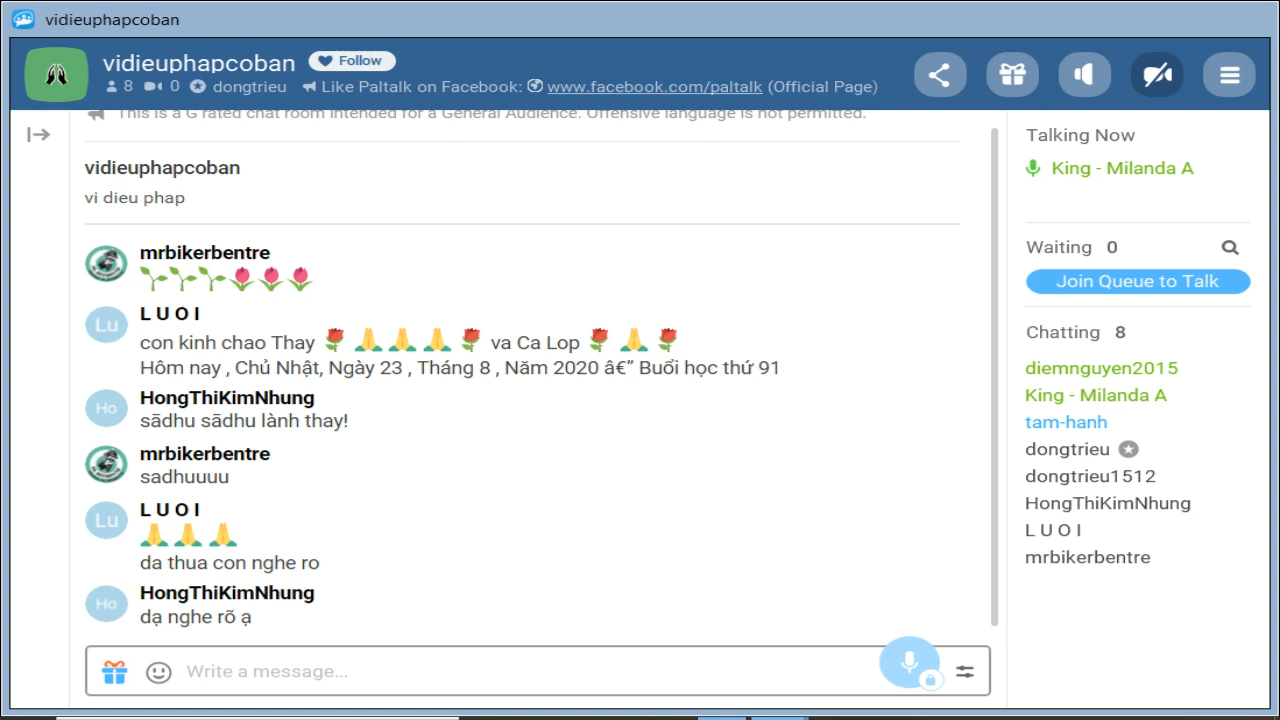 vidieuphapcoban
vidieuphapcoban Follow
8 0 dongtrieu Like Paltalk on Facebook: www.facebook.com/paltalk (Official Page)
This is a G rated chat room intended for a General Audience. Offensive language is not permitted.
vidieuphapcoban
vi dieu phap
mrbikerbentre
Lu
L U O I
con kinh chao Thay va Ca Lop
Hôm nay , Chủ Nhật, Ngày 23 , Tháng 8 , Năm 2020 â€” Buổi học thứ 91
Ho
HongThiKimNhung
sādhu sādhu lành thay!
mrbikerbentre
sadhuuuu
Lu
L U O I
da thua con nghe ro
Ho
HongThiKimNhung
dạ nghe rõ ạ
Write a message...
Talking Now
King - Milanda A
Waiting 0
Join Queue to Talk
Chatting 8
diemnguyen2015
King - Milanda A
tam-hanh
dongtrieu
dongtrieu1512
HongThiKimNhung
L U O I
mrbikerbentre